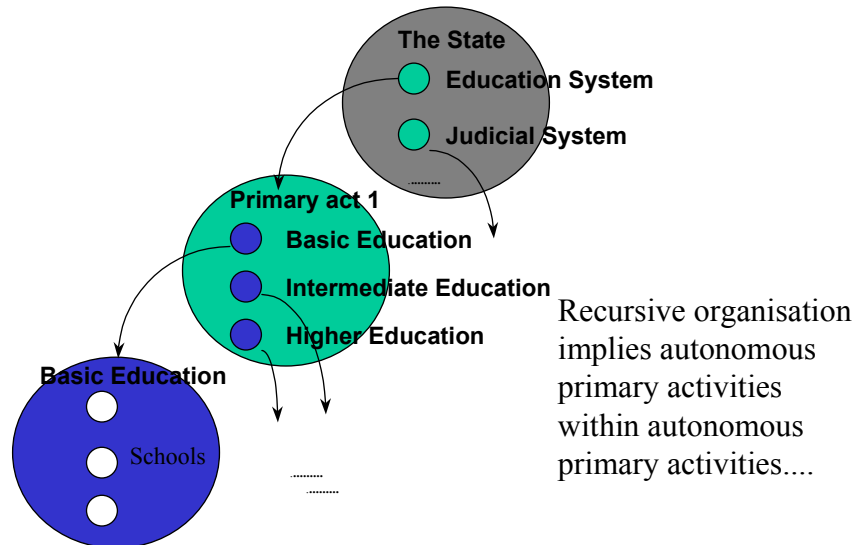 The State
Education System
Judicial System
..........
Primary act 1
Basic Education
Intermediate Education
Higher Education
Basic Education
Schools
..........
..........
Recursive organisation
implies autonomous
primary activities
within autonomous
primary activities....